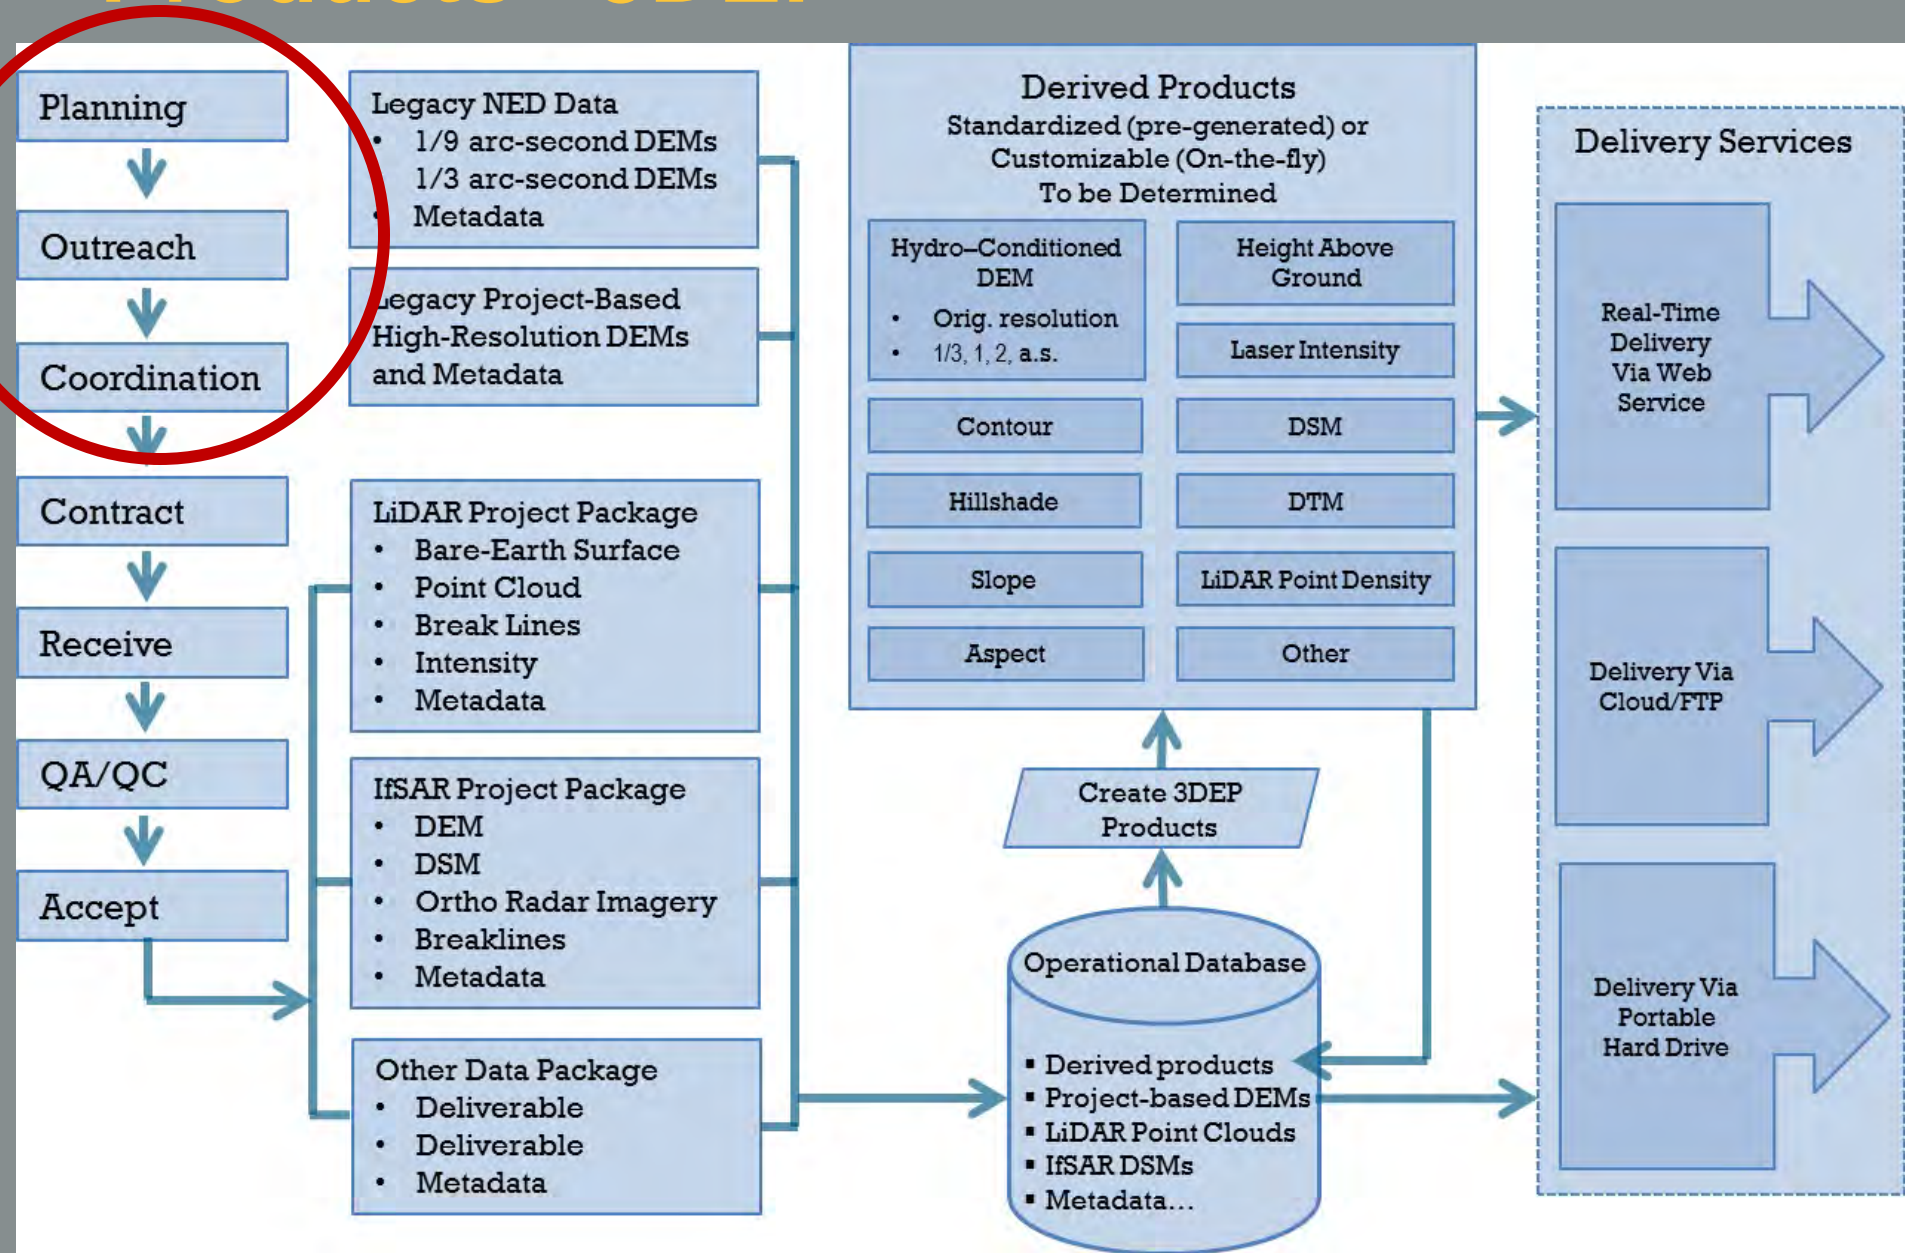 Products - 3DEP
Planning
Outreach
Coordination
Contract
Receive
QA/QC
Accept
Legacy NED Data
• 1/9 arc-second DEMs
1/3 arc-second DEMs
• Metadata
Legacy Project-Based
High-Resolution DEMs
and Metadata
LiDAR Project Package
• Bare-Earth Surface
• Point Cloud
• Break Lines
• Intensity
• Metadata
IfSAR Project Package
• DEM
• DSM
• Ortho Radar Imagery
• Breaklines
• Metadata
Other Data Package
• Deliverable
• Deliverable
• Metadata
Derived Products
Standardized (pre-generated) or
Customizable (On-the-fly)
To be Determined
Hydro–Conditioned
DEM
• Orig. resolution
• 1/3, 1, 2, a.s.
Contour
Hillshade
Slope
Aspect
Height Above
Ground
Laser Intensity
DSM
DTM
LiDAR Point Density
Other
Create 3DEP
Products
Operational Database
▪ Derived products
▪ Project-based DEMs
▪ LiDAR Point Clouds
▪ IfSAR DSMs
▪ Metadata...
Delivery Services
Real-Time
Delivery
Via Web
Service
Delivery Via
Cloud/FTP
Delivery Via
Portable
Hard Drive